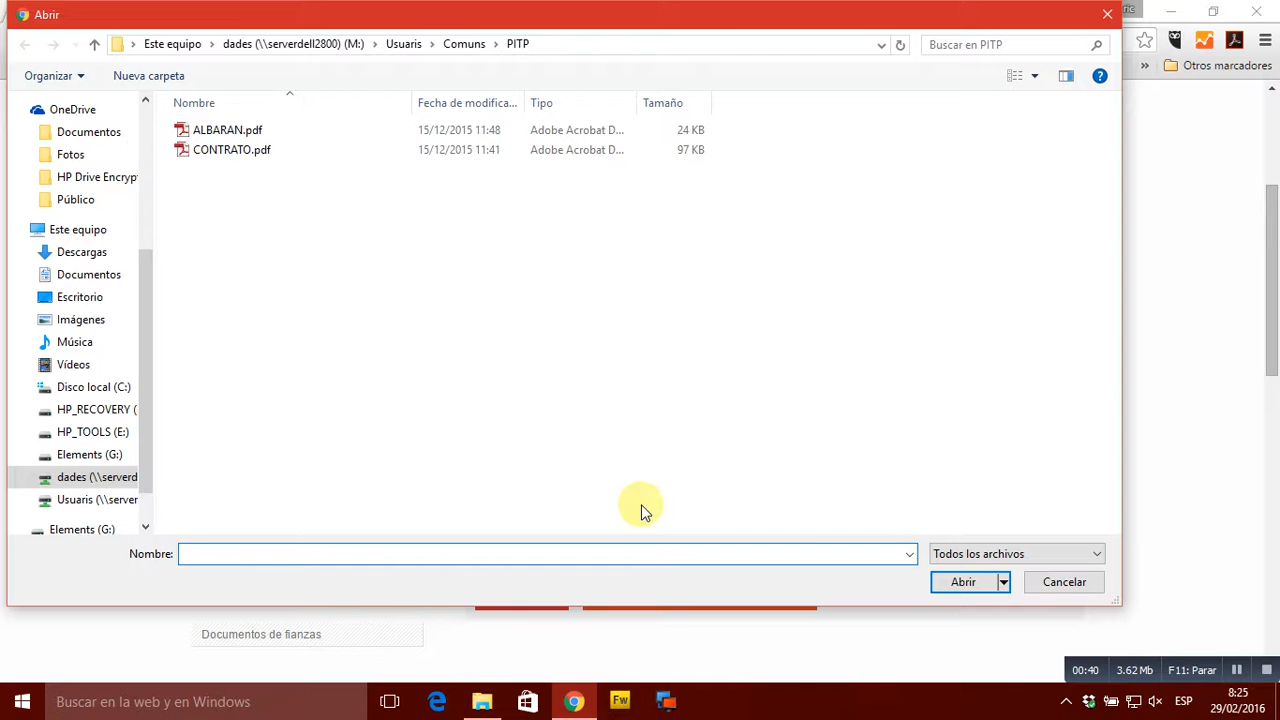 Abrir
Este equipo
dades (\\serverdell2800) (M:)
Usuaris
Comuns
PITP
Buscar en PITP
Organizar
Nueva carpeta
Otros marcadores
Nombre
Fecha de modifica...
Tipo
Tamaño
ALBARAN.pdf
15/12/2015 11:48
Adobe Acrobat D...
24 KB
CONTRATO.pdf
15/12/2015 11:41
Adobe Acrobat D...
97 KB
OneDrive
Documentos
Fotos
HP Drive Encryp
Público
Este equipo
Descargas
Documentos
Escritorio
Imágenes
Música
Vídeos
Disco local (C:)
HP_RECOVERY (
HP_TOOLS (E:)
Elements (G:)
dades (\\serverd
Usuaris (\\server
Elements (G:)
Nombre:
Todos los archivos
Abrir
Cancelar
Documentos de fianzas
00:40
3.62 Mb
F11: Parar
Buscar en la web y en Windows
Fw
ESP
8:25
29/02/2016